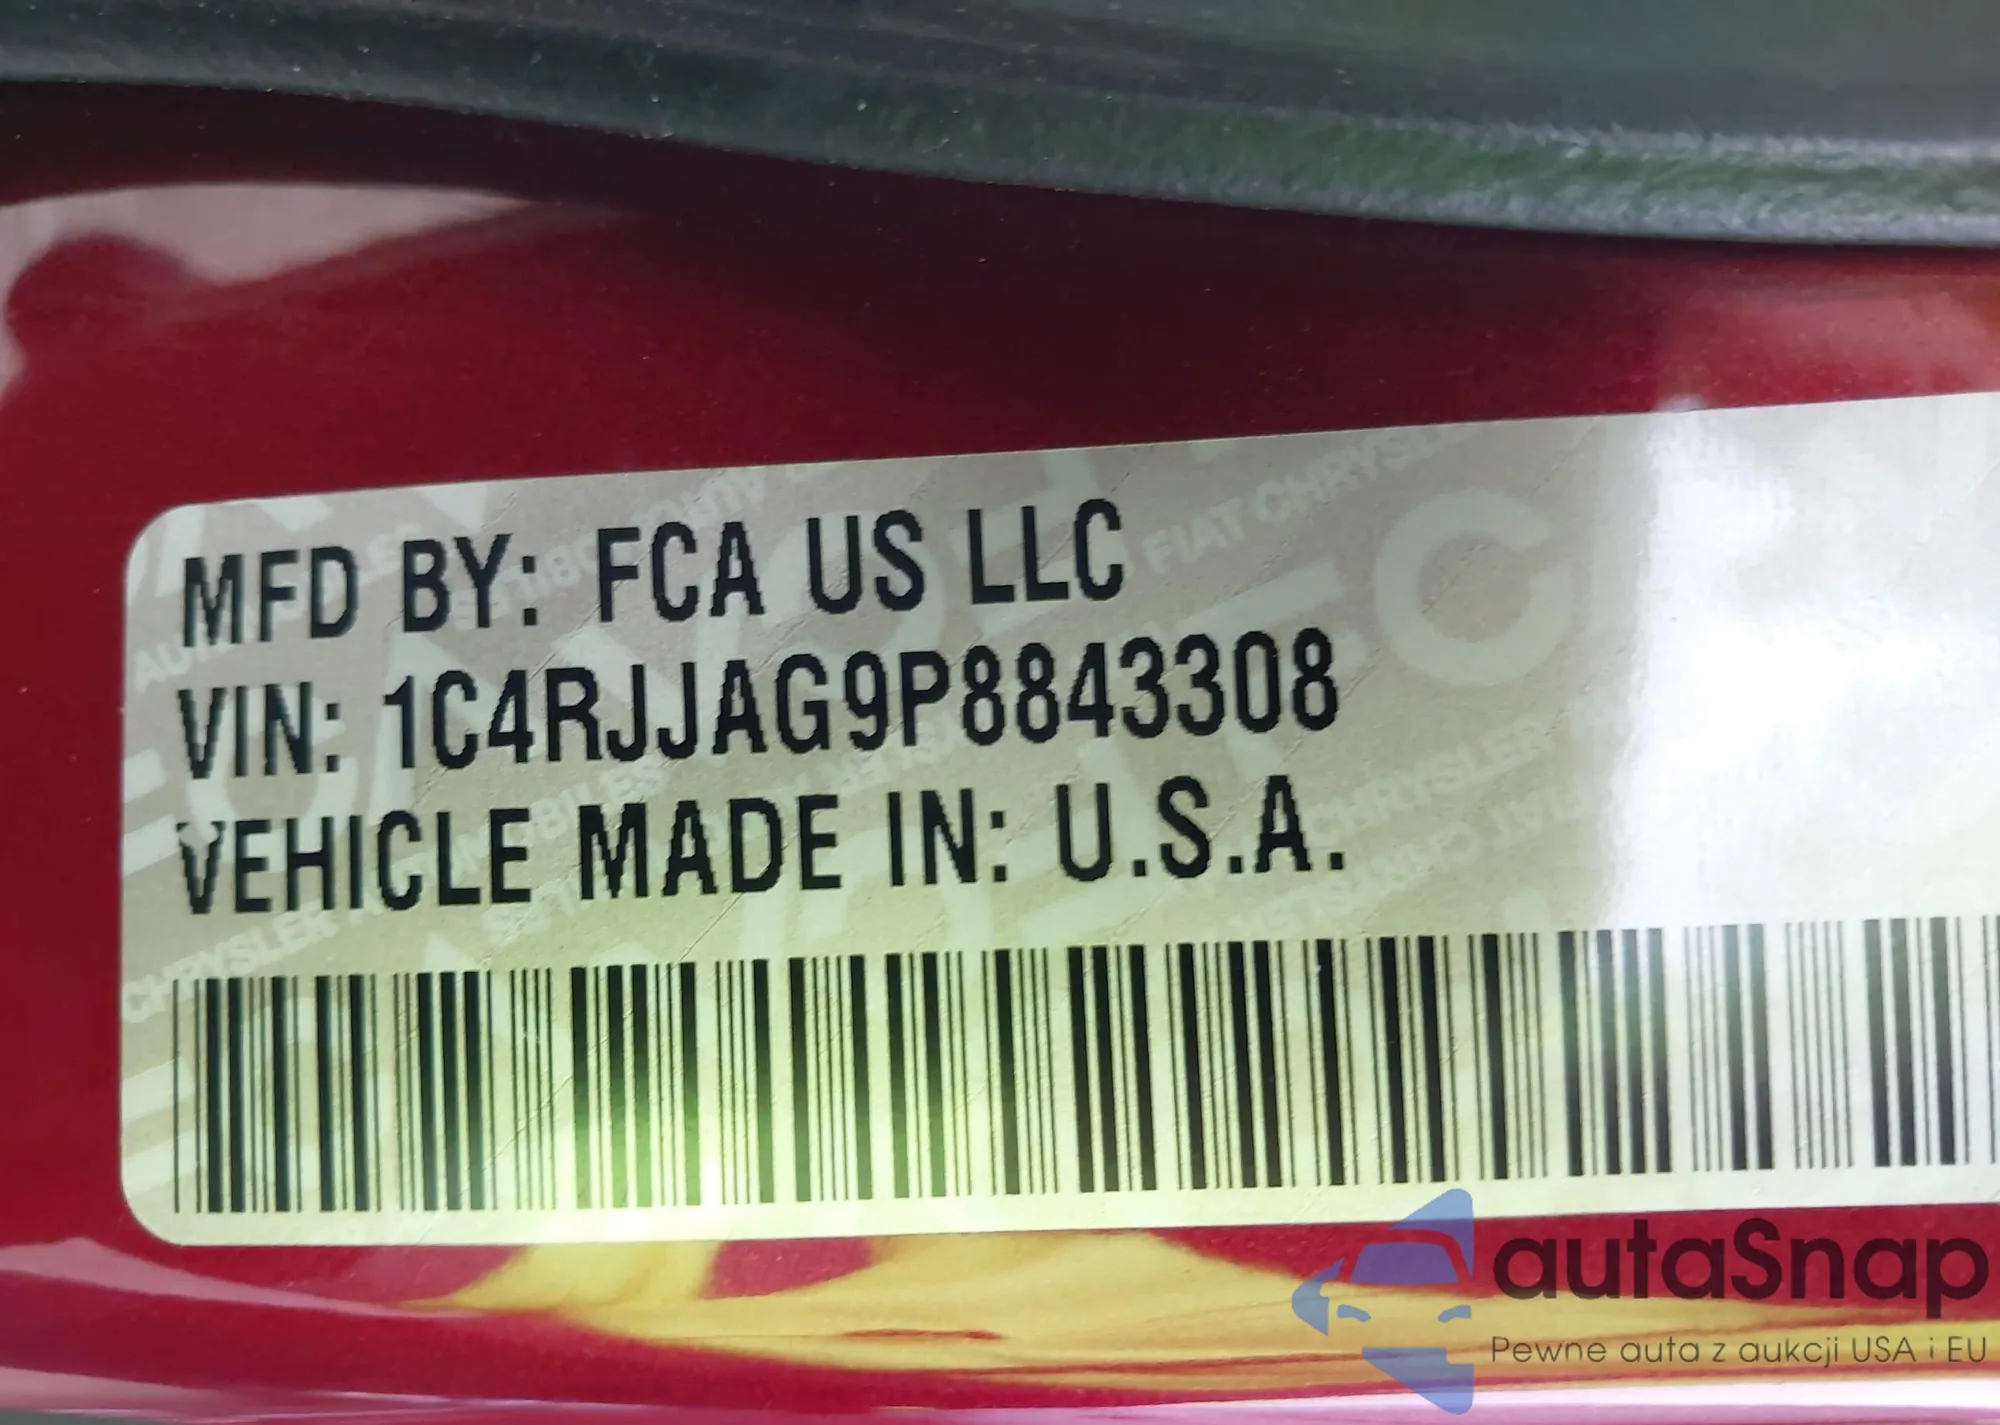 MFD BY: FCA US LLC
VIN: 1C4RJJAG9P8843308
VEHICLE MADE IN: U.S.A.
autaSnap
Pewne auta z aukcji USA i EU